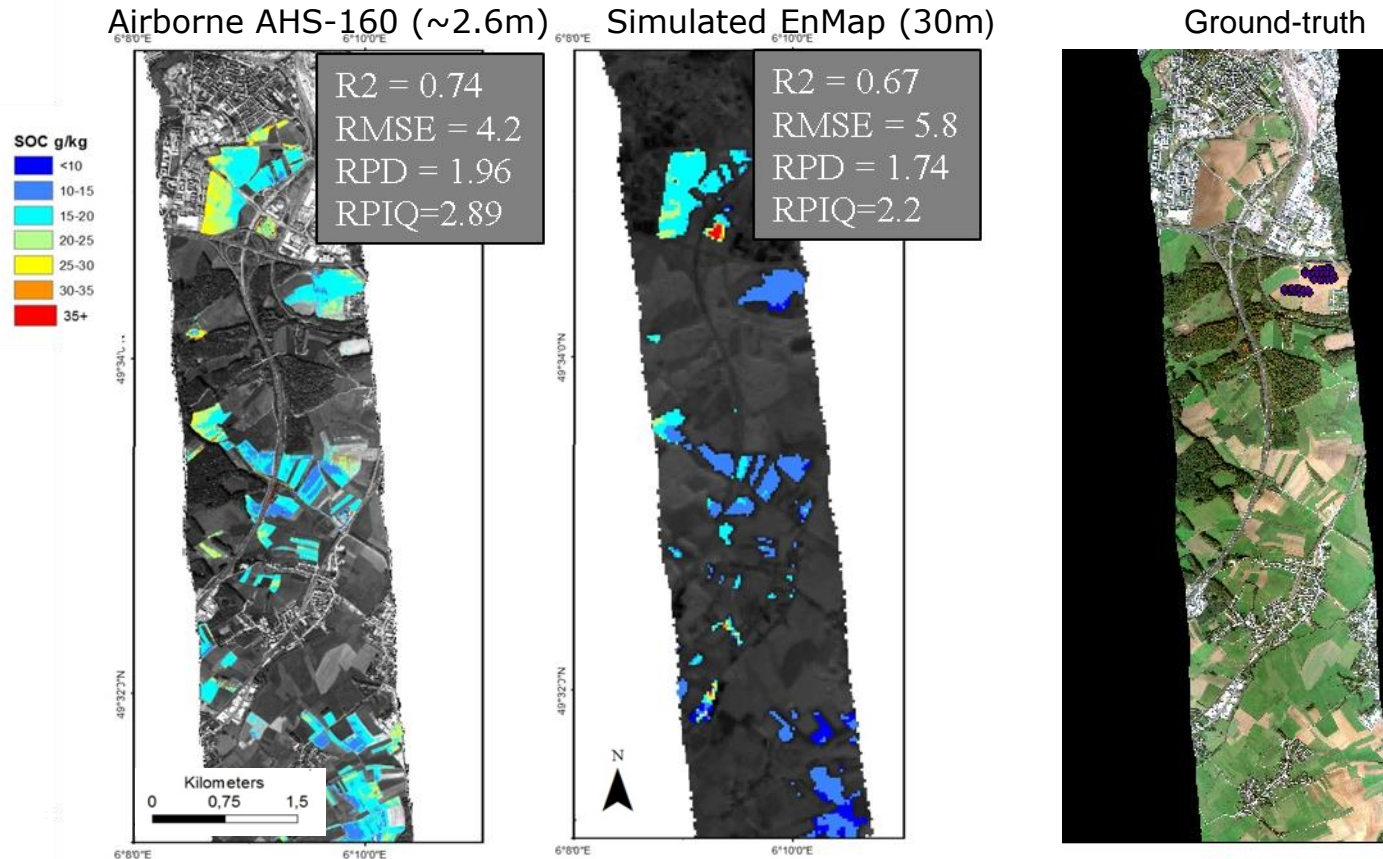 Airborne AHS-160 (~2.6m)
Simulated EnMap (30m)
Ground-truth
6°8'0"E
6°10'0"E
6°8'0"E
6°10'0"E
R2 = 0.74
RMSE = 4.2
RPD = 1.96
RPIQ=2.89
R2 = 0.67
RMSE = 5.8
RPD = 1.74
RPIQ=2.2
SOC g/kg
<10
10-15
15-20
20-25
25-30
30-35
35+
49°34'
49°34'0"N
49°32'0"N
49°32'0"N
N
Kilometers
0 0,75 1,5
6°8'0"E
6°10'0"E
6°8'0"E
6°10'0"E